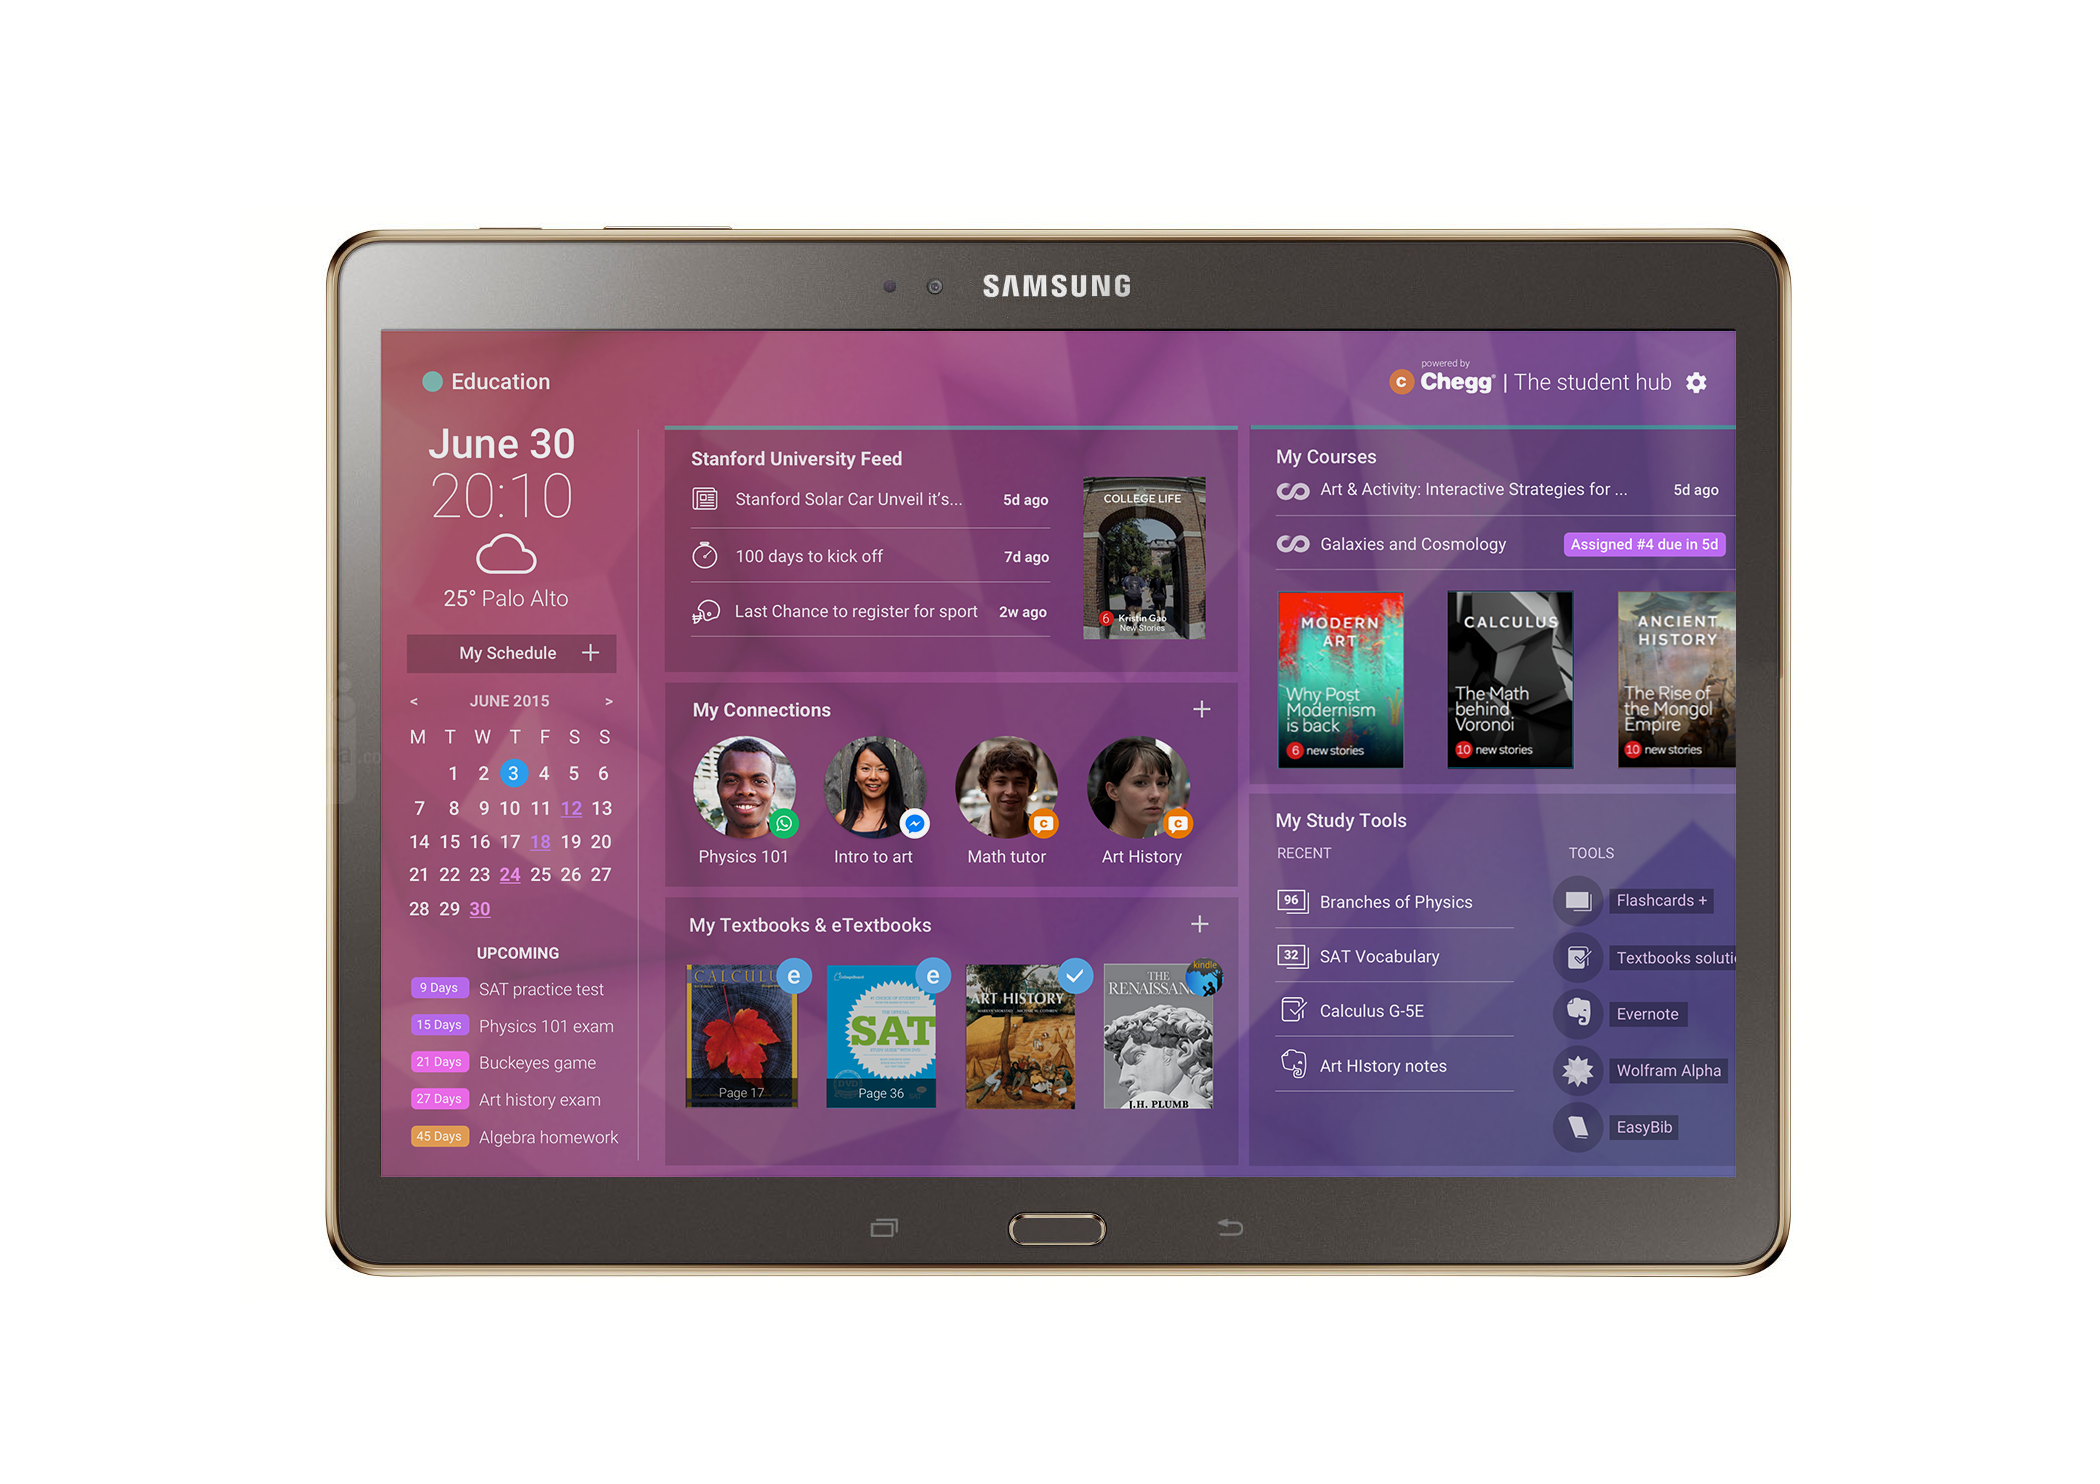 SAMSUNG
Education
powered by
c Chegg® | The student hub
June 30
20:10
25° Palo Alto
My Schedule +
< JUNE 2015 >
M T W T F S S
1 2 3 4 5 6
7 8 9 10 11 12 13
14 15 16 17 18 19 20
21 22 23 24 25 26 27
28 29 30
UPCOMING
9 Days SAT practice test
15 Days Physics 101 exam
21 Days Buckeyes game
27 Days Art history exam
45 Days Algebra homework
Stanford University Feed
Stanford Solar Car Unveil it's... 5d ago
100 days to kick off 7d ago
Last Chance to register for sport 2w ago
COLLEGE LIFE
6 Kristin Gab
New Stories
My Connections +
Physics 101
Intro to art
Math tutor
Art History
My Textbooks & eTextbooks +
CALCULU
e
Page 17
CollegeBoard
e
SAT
DVD
Page 36
ART HISTORY
THE
RENAISSANC
kindle
J.H. PLUMB
My Courses
Art & Activity: Interactive Strategies for ... 5d ago
Galaxies and Cosmology Assigned #4 due in 5d
MODERN
ART
Why Post
Modernism
is back
6 new stories
CALCULUS
The Math
behind
Voronoi
10 new stories
ANCIENT
HISTORY
The Rise of
the Mongol
Empire
10 new stories
My Study Tools
RECENT
96 Branches of Physics
32 SAT Vocabulary
Calculus G-5E
Art HIstory notes
TOOLS
Flashcards +
Textbooks soluti
Evernote
Wolfram Alpha
EasyBib